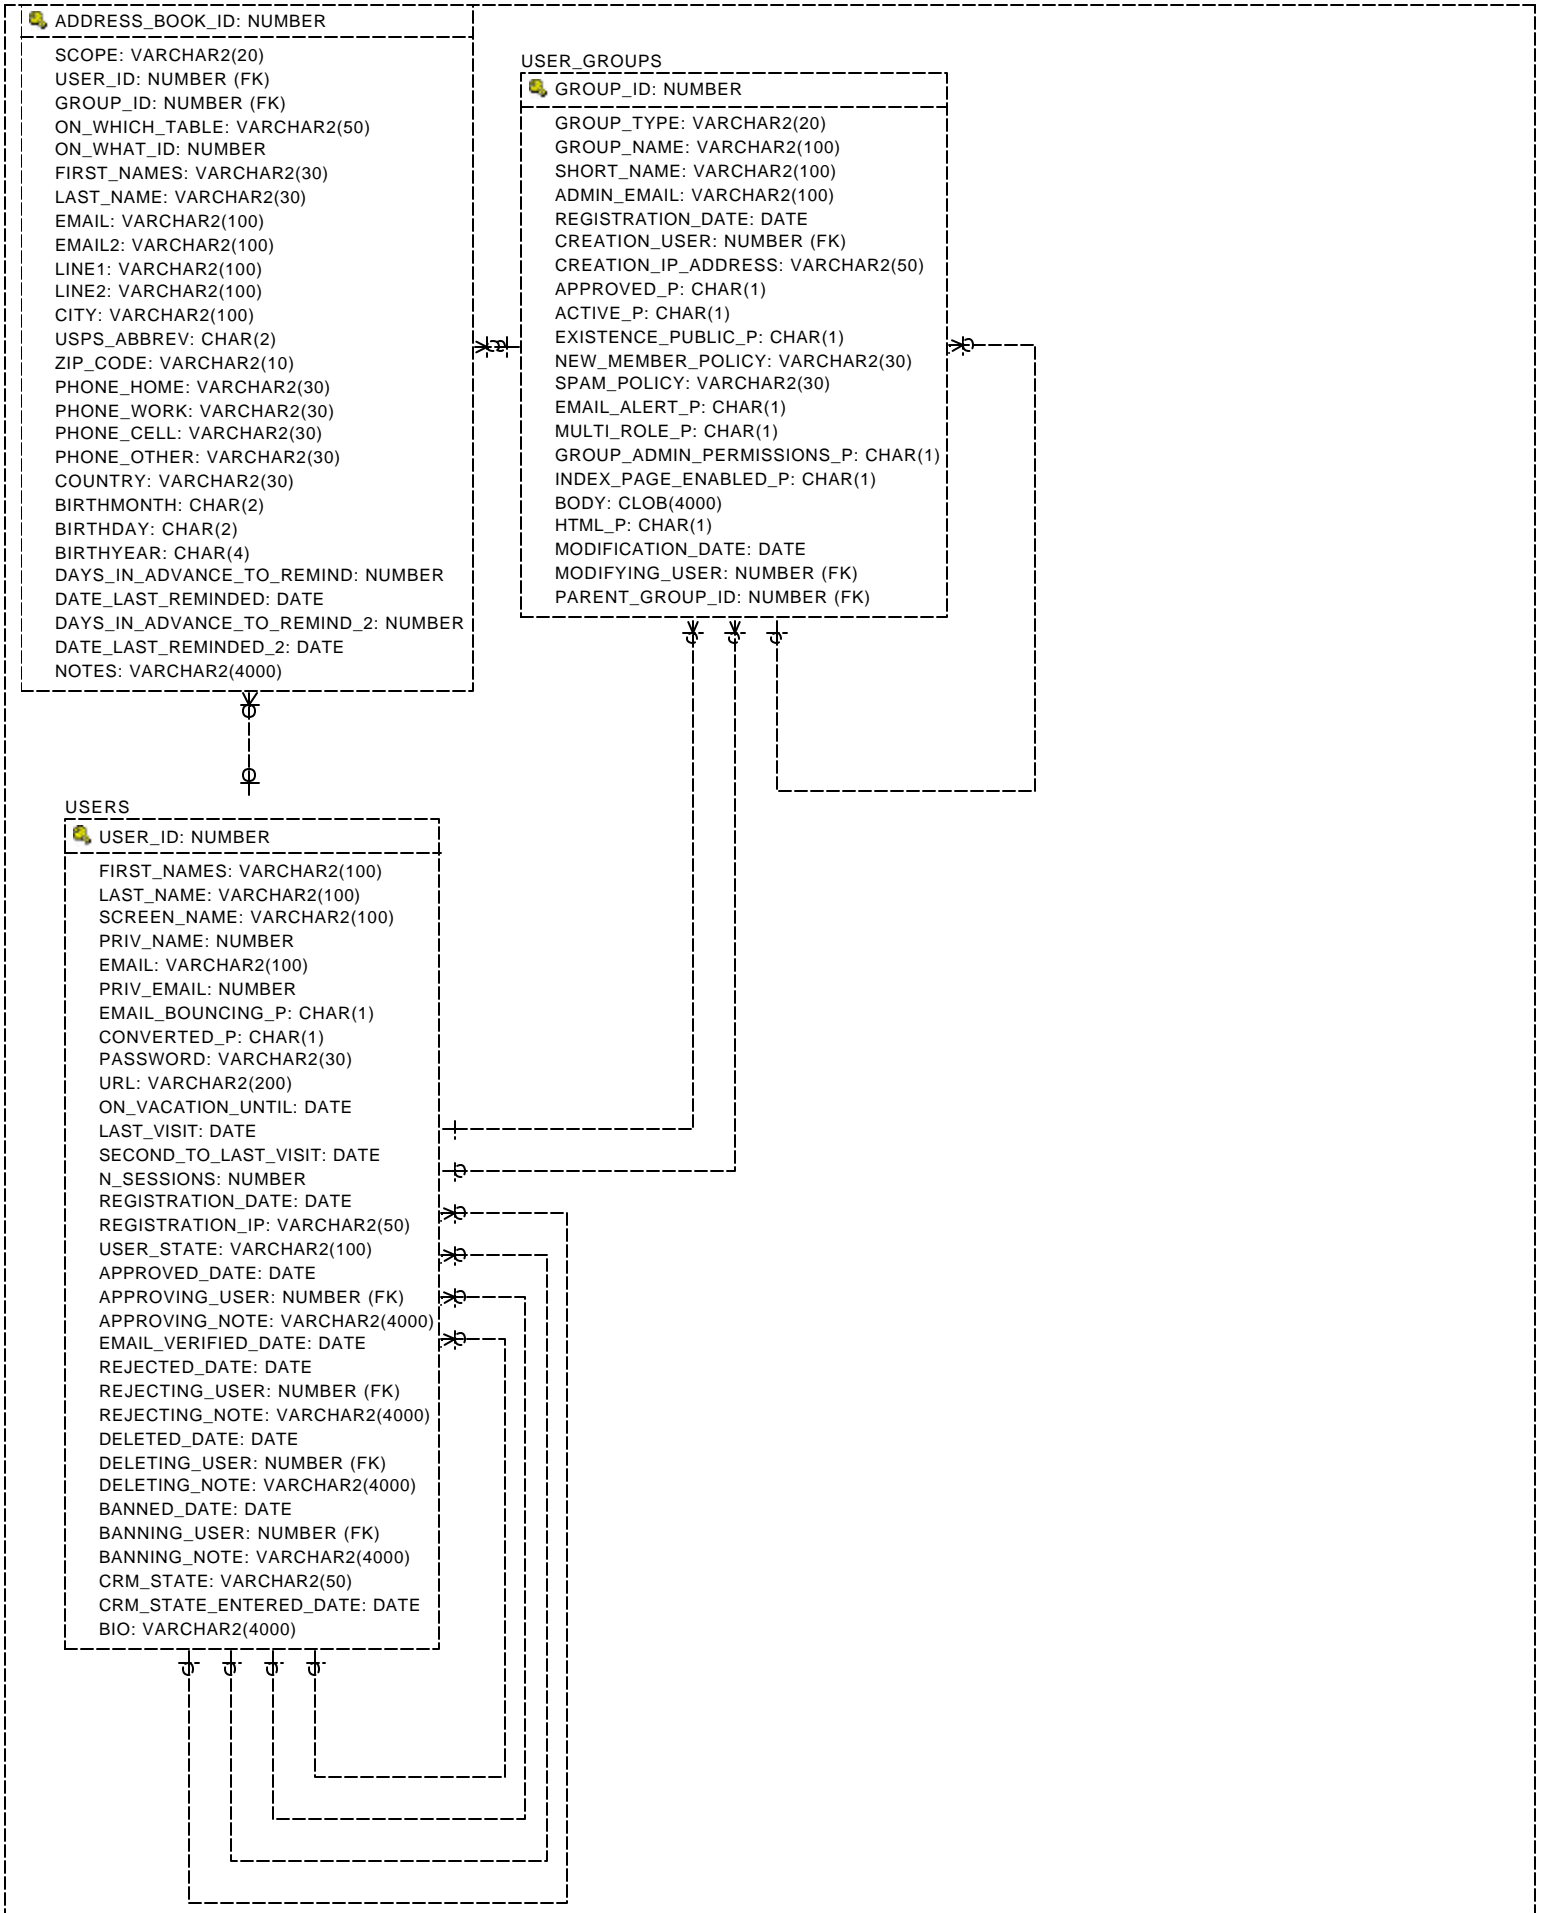 ADDRESS_BOOK_ID: NUMBER
SCOPE: VARCHAR2(20)
USER_ID: NUMBER (FK)
GROUP_ID: NUMBER (FK)
ON_WHICH_TABLE: VARCHAR2(50)
ON_WHAT_ID: NUMBER
FIRST_NAMES: VARCHAR2(30)
LAST_NAME: VARCHAR2(30)
EMAIL: VARCHAR2(100)
EMAIL2: VARCHAR2(100)
LINE1: VARCHAR2(100)
LINE2: VARCHAR2(100)
CITY: VARCHAR2(100)
USPS_ABBREV: CHAR(2)
ZIP_CODE: VARCHAR2(10)
PHONE_HOME: VARCHAR2(30)
PHONE_WORK: VARCHAR2(30)
PHONE_CELL: VARCHAR2(30)
PHONE_OTHER: VARCHAR2(30)
COUNTRY: VARCHAR2(30)
BIRTHMONTH: CHAR(2)
BIRTHDAY: CHAR(2)
BIRTHYEAR: CHAR(4)
DAYS_IN_ADVANCE_TO_REMIND: NUMBER
DATE_LAST_REMINDED: DATE
DAYS_IN_ADVANCE_TO_REMIND_2: NUMBER
DATE_LAST_REMINDED_2: DATE
NOTES: VARCHAR2(4000)
USER_GROUPS
GROUP_ID: NUMBER
GROUP_TYPE: VARCHAR2(20)
GROUP_NAME: VARCHAR2(100)
SHORT_NAME: VARCHAR2(100)
ADMIN_EMAIL: VARCHAR2(100)
REGISTRATION_DATE: DATE
CREATION_USER: NUMBER (FK)
CREATION_IP_ADDRESS: VARCHAR2(50)
APPROVED_P: CHAR(1)
ACTIVE_P: CHAR(1)
EXISTENCE_PUBLIC_P: CHAR(1)
NEW_MEMBER_POLICY: VARCHAR2(30)
SPAM_POLICY: VARCHAR2(30)
EMAIL_ALERT_P: CHAR(1)
MULTI_ROLE_P: CHAR(1)
GROUP_ADMIN_PERMISSIONS_P: CHAR(1)
INDEX_PAGE_ENABLED_P: CHAR(1)
BODY: CLOB(4000)
HTML_P: CHAR(1)
MODIFICATION_DATE: DATE
MODIFYING_USER: NUMBER (FK)
PARENT_GROUP_ID: NUMBER (FK)
USERS
USER_ID: NUMBER
FIRST_NAMES: VARCHAR2(100)
LAST_NAME: VARCHAR2(100)
SCREEN_NAME: VARCHAR2(100)
PRIV_NAME: NUMBER
EMAIL: VARCHAR2(100)
PRIV_EMAIL: NUMBER
EMAIL_BOUNCING_P: CHAR(1)
CONVERTED_P: CHAR(1)
PASSWORD: VARCHAR2(30)
URL: VARCHAR2(200)
ON_VACATION_UNTIL: DATE
LAST_VISIT: DATE
SECOND_TO_LAST_VISIT: DATE
N_SESSIONS: NUMBER
REGISTRATION_DATE: DATE
REGISTRATION_IP: VARCHAR2(50)
USER_STATE: VARCHAR2(100)
APPROVED_DATE: DATE
APPROVING_USER: NUMBER (FK)
APPROVING_NOTE: VARCHAR2(4000)
EMAIL_VERIFIED_DATE: DATE
REJECTED_DATE: DATE
REJECTING_USER: NUMBER (FK)
REJECTING_NOTE: VARCHAR2(4000)
DELETED_DATE: DATE
DELETING_USER: NUMBER (FK)
DELETING_NOTE: VARCHAR2(4000)
BANNED_DATE: DATE
BANNING_USER: NUMBER (FK)
BANNING_NOTE: VARCHAR2(4000)
CRM_STATE: VARCHAR2(50)
CRM_STATE_ENTERED_DATE: DATE
BIO: VARCHAR2(4000)